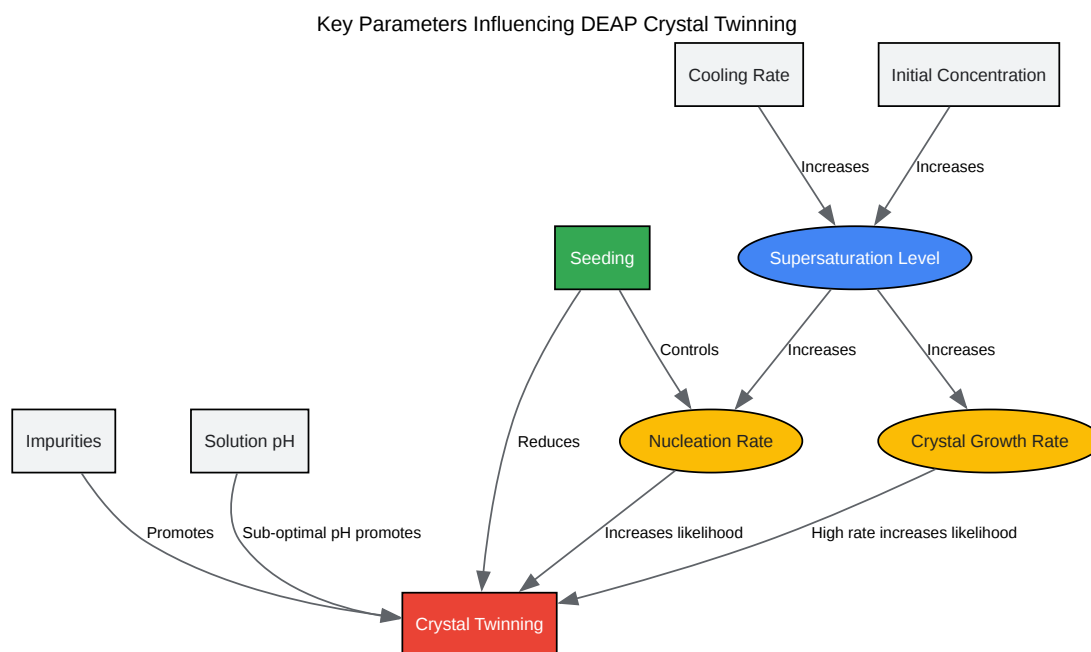 Key Parameters Influencing DEAP Crystal Twinning
Cooling Rate
Initial Concentration
Increases
Increases
Seeding
Supersaturation Level
Controls
Increases
Increases
Impurities
Solution pH
Reduces
Nucleation Rate
Crystal Growth Rate
Promotes
Sub-optimal pH promotes
Increases likelihood
High rate increases likelihood
Crystal Twinning